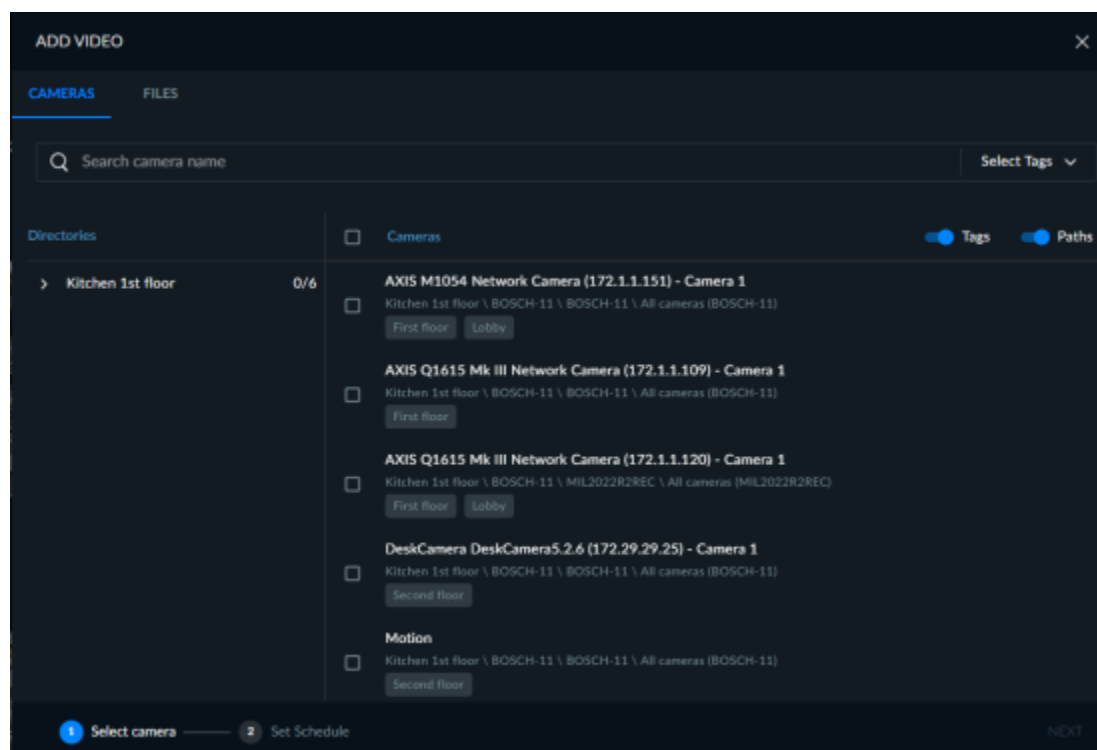 ADD VIDEO
CAMERAS FILES
Search camera name Select Tags
Directories Cameras Tags Paths
Kitchen 1st floor 0/6
AXIS M1054 Network Camera (172.1.1.151) - Camera 1
Kitchen 1st floor \ BOSCH-11 \ BOSCH-11 \ All cameras (BOSCH-11)
First floor Lobby
AXIS Q1615 Mk III Network Camera (172.1.1.109) - Camera 1
Kitchen 1st floor \ BOSCH-11 \ BOSCH-11 \ All cameras (BOSCH-11)
First floor
AXIS Q1615 Mk III Network Camera (172.1.1.120) - Camera 1
Kitchen 1st floor \ BOSCH-11 \ MIL2022R2REC \ All cameras (MIL2022R2REC)
First floor Lobby
DeskCamera DeskCamera5.2.6 (172.29.29.25) - Camera 1
Kitchen 1st floor \ BOSCH-11 \ BOSCH-11 \ All cameras (BOSCH-11)
Second floor
Motion
Kitchen 1st floor \ BOSCH-11 \ BOSCH-11 \ All cameras (BOSCH-11)
Second floor
1 Select camera 2 Set Schedule NEXT